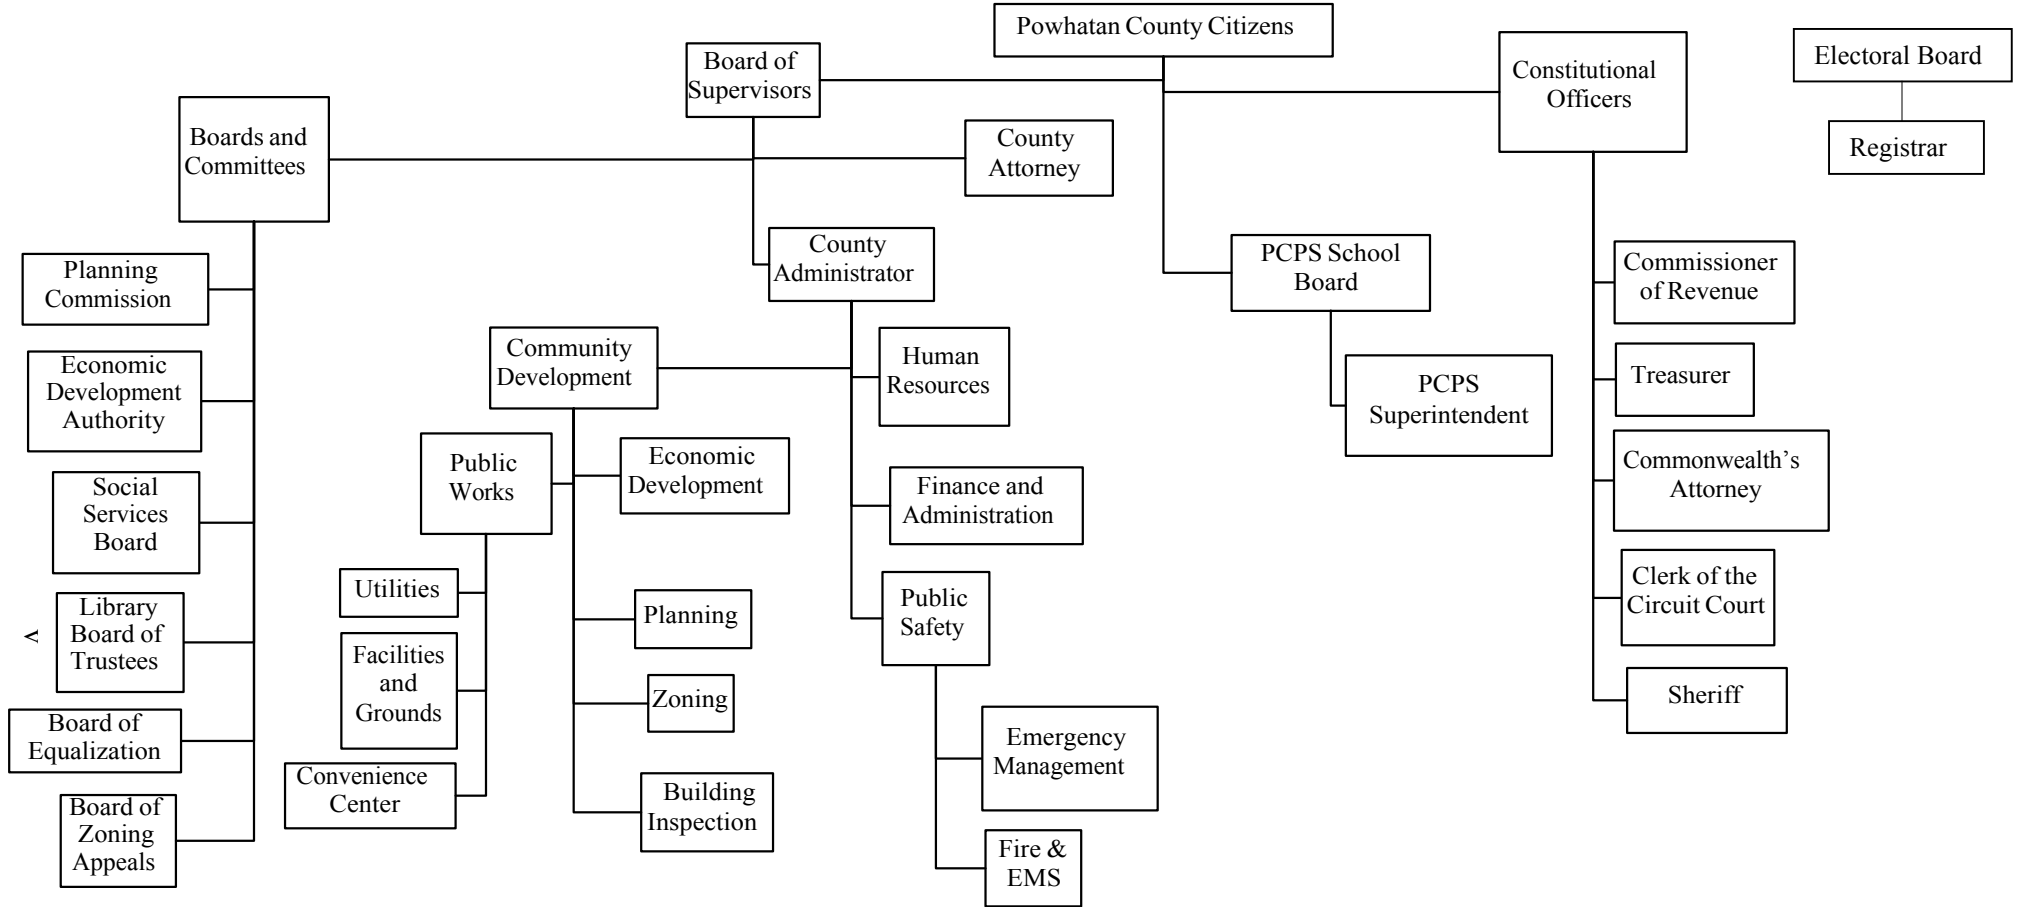 Powhatan County Citizens
Board of
Supervisors
Constitutional
Officers
Electoral Board
Registrar
Boards and
Committees
County
Attorney
County
Administrator
PCPS School
Board
PCPS
Superintendent
Planning
Commission
Economic
Development
Authority
Social
Services
Board
Library
Board of
Trustees
Board of
Equalization
Board of
Zoning
Appeals
Community
Development
Public
Works
Utilities
Facilities
and
Grounds
Convenience
Center
Economic
Development
Planning
Zoning
Building
Inspection
Human
Resources
Finance and
Administration
Public
Safety
Emergency
Management
Fire &
EMS
Commissioner
of Revenue
Treasurer
Commonwealth’s
Attorney
Clerk of the
Circuit Court
Sheriff